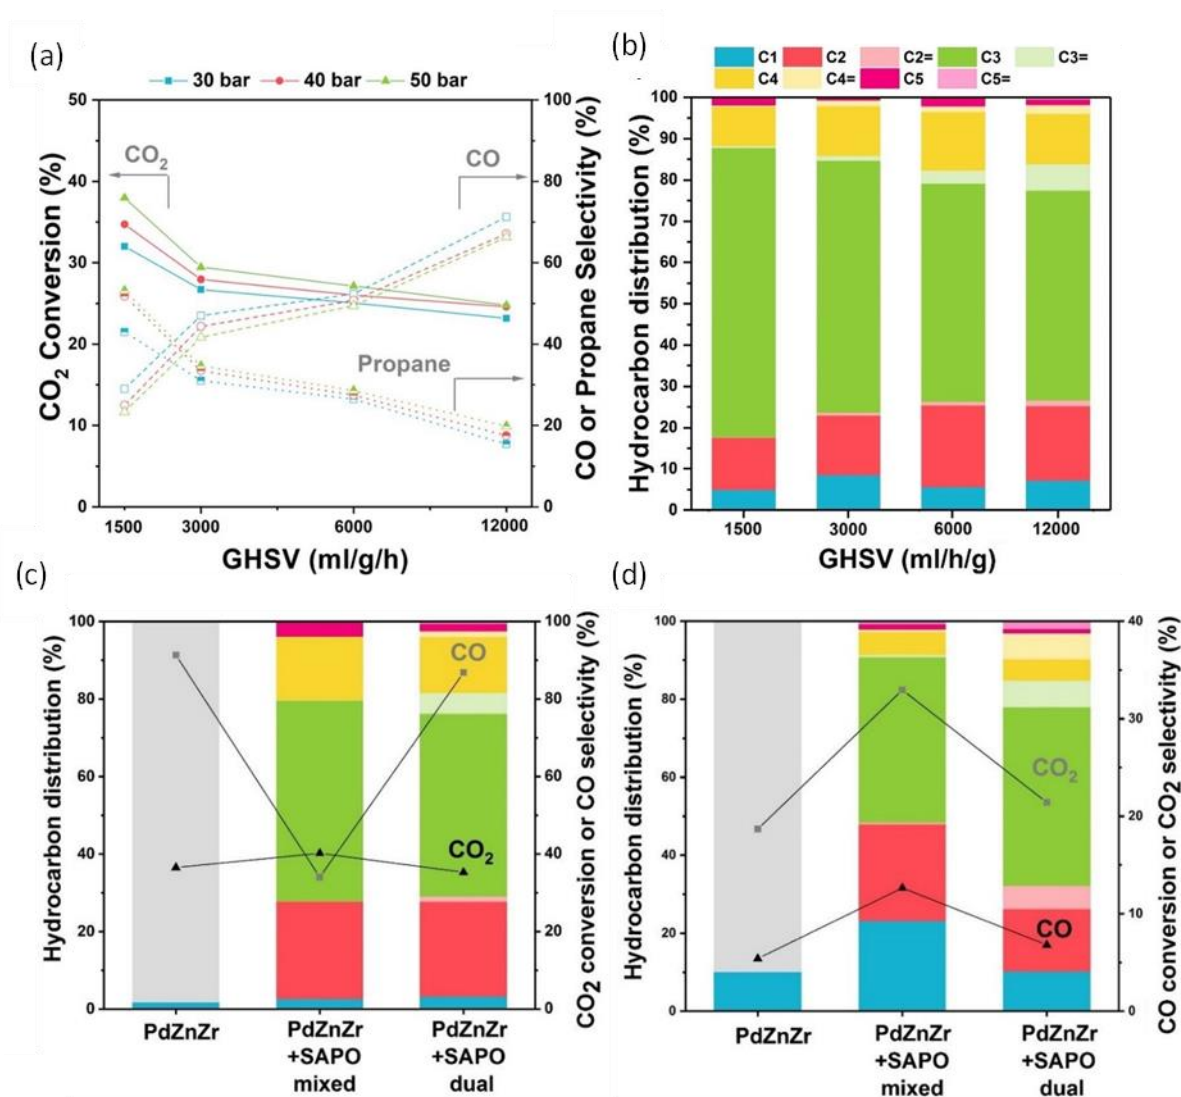 (a)
30 bar 40 bar 50 bar
CO2 Conversion (%)
50
40
30
20
10
0
CO2
CO
Propane
100
80
60
40
20
0
CO or Propane Selectivity (%)
1500 3000 6000 12000
GHSV (ml/g/h)
(b)
C1 C2 C2= C3 C3=
C4 C4= C5 C5=
Hydrocarbon distribution (%)
100
90
80
70
60
50
40
30
20
10
0
1500 3000 6000 12000
GHSV (ml/h/g)
(c)
Hydrocarbon distribution (%)
100
80
60
40
20
0
CO
CO2
100
80
60
40
20
0
CO2 conversion or CO selectivity (%)
PdZnZr PdZnZr PdZnZr
+SAPO +SAPO
mixed dual
(d)
Hydrocarbon distribution (%)
100
80
60
40
20
0
CO2
CO
40
30
20
10
0
CO conversion or CO2 selectivity (%)
PdZnZr PdZnZr PdZnZr
+SAPO +SAPO
mixed dual